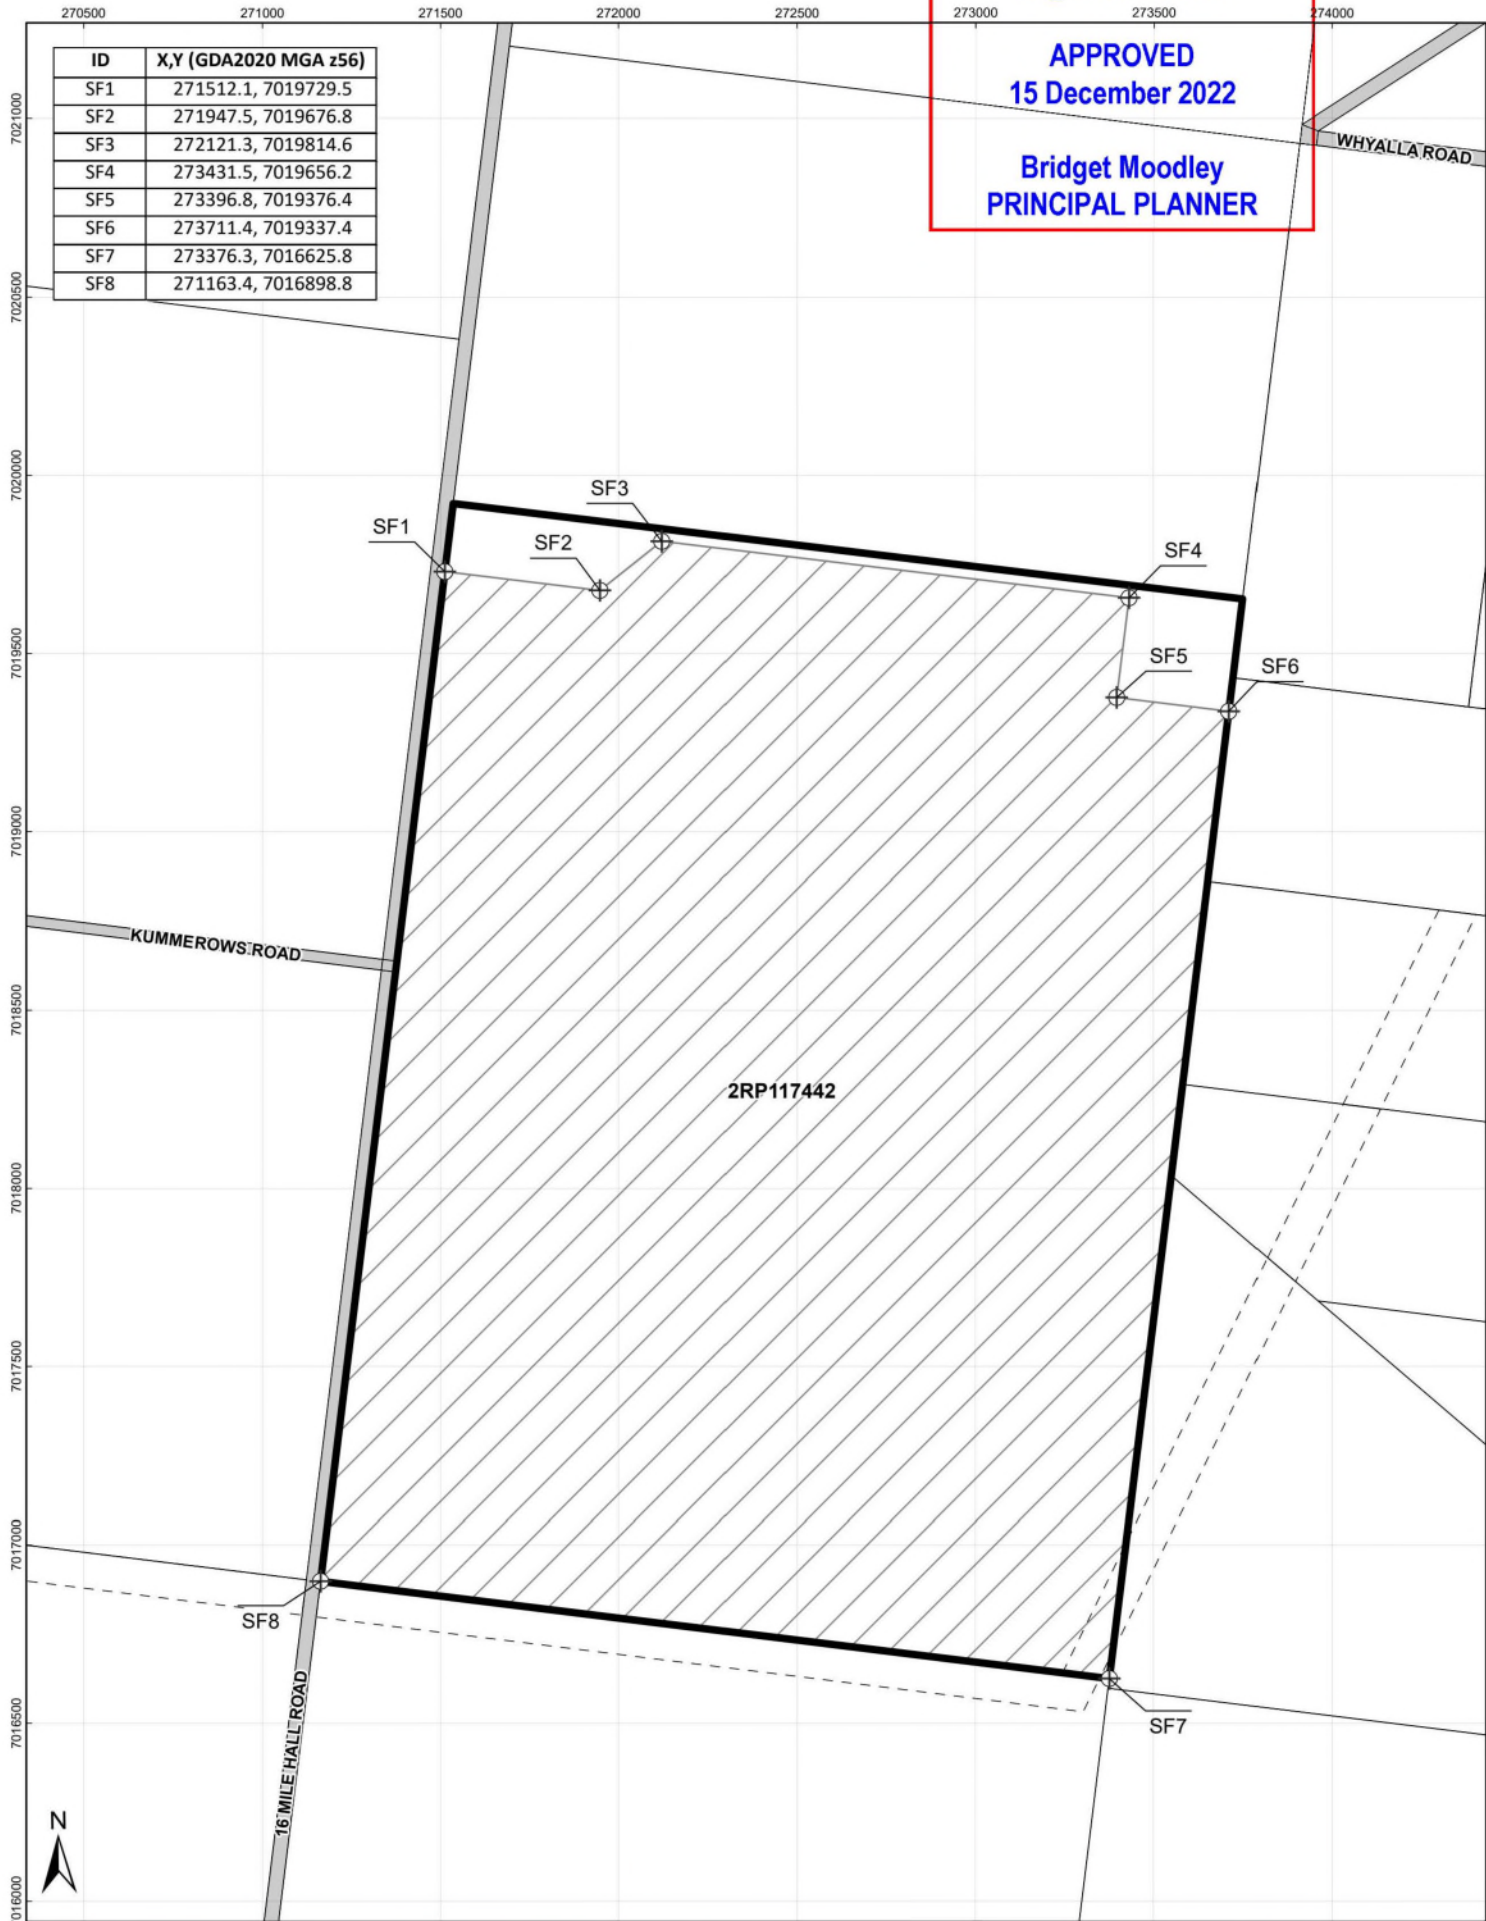 270500 271000 271500 272000 272500 273000 273500 274000
ID X,Y (GDA2020 MGA z56)
SF1 271512.1, 7019729.5
SF2 271947.5, 7019676.8
SF3 272121.3, 7019814.6
SF4 273431.5, 7019656.2
SF5 273396.8, 7019376.4
SF6 273711.4, 7019337.4
SF7 273376.3, 7016625.8
SF8 271163.4, 7016898.8
APPROVED
15 December 2022
Bridget Moodley
PRINCIPAL PLANNER
WHYALLA ROAD
7021000
7020500
7020000
7019500
7019000
7018500
7018000
7017500
7017000
7016500
7016000
SF3
SF1
SF2
SF4
SF5
SF6
KUMMEROWS ROAD
2RP117442
SF8
SF7
16 MILE HALL ROAD
N